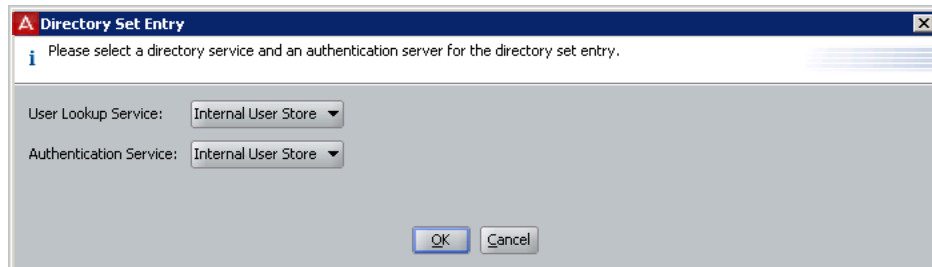 Directory Set Entry
Please select a directory service and an authentication server for the directory set entry.
User Lookup Service: Internal User Store
Authentication Service: Internal User Store
OK Cancel